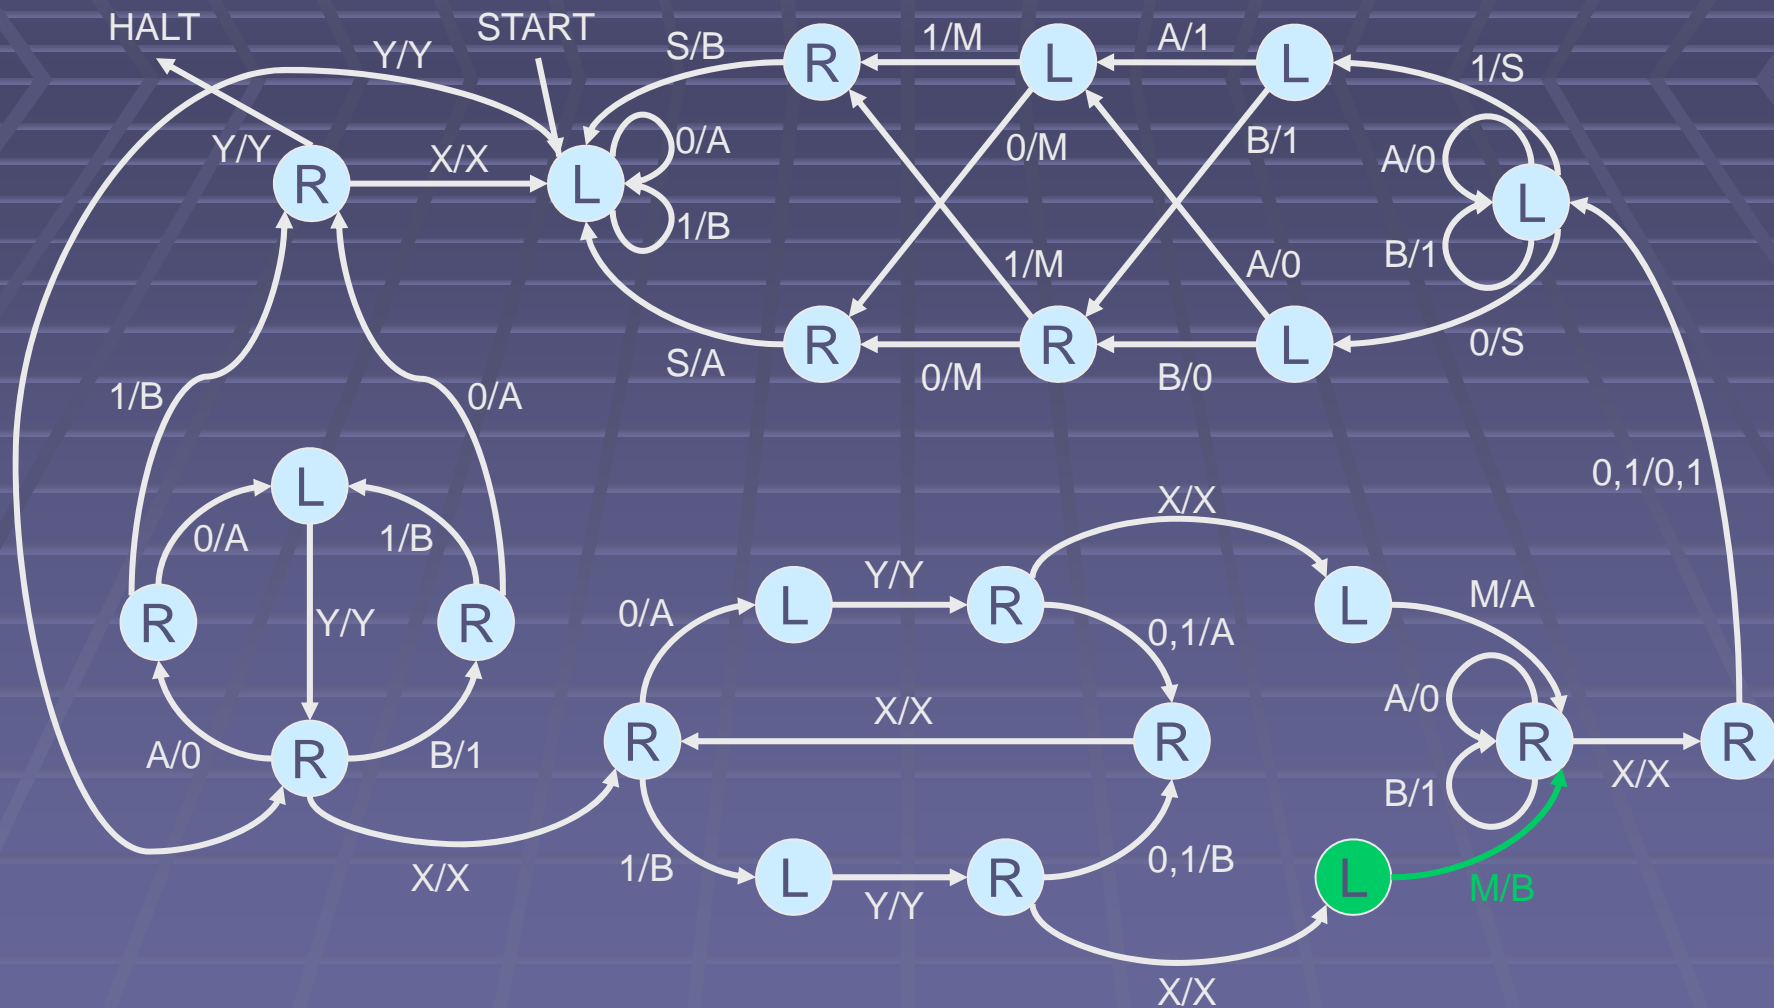 HALT
START
Y/Y
S/B
1/M
A/1
1/S
R
L
L
Y/Y
X/X
0/A
0/M
B/1
A/0
R
L
L
1/B
B/1
1/M
A/0
S/A
R
R
L
0/M
B/0
0/S
1/B
0/A
L
0,1/0,1
0/A
1/B
X/X
R
Y/Y
R
0/A
L
Y/Y
R
0,1/A
L
M/A
A/0
R
B/1
R
X/X
R
A/0
R
R
X/X
B/1
X/X
1/B
L
Y/Y
R
0,1/B
L
M/B
X/X